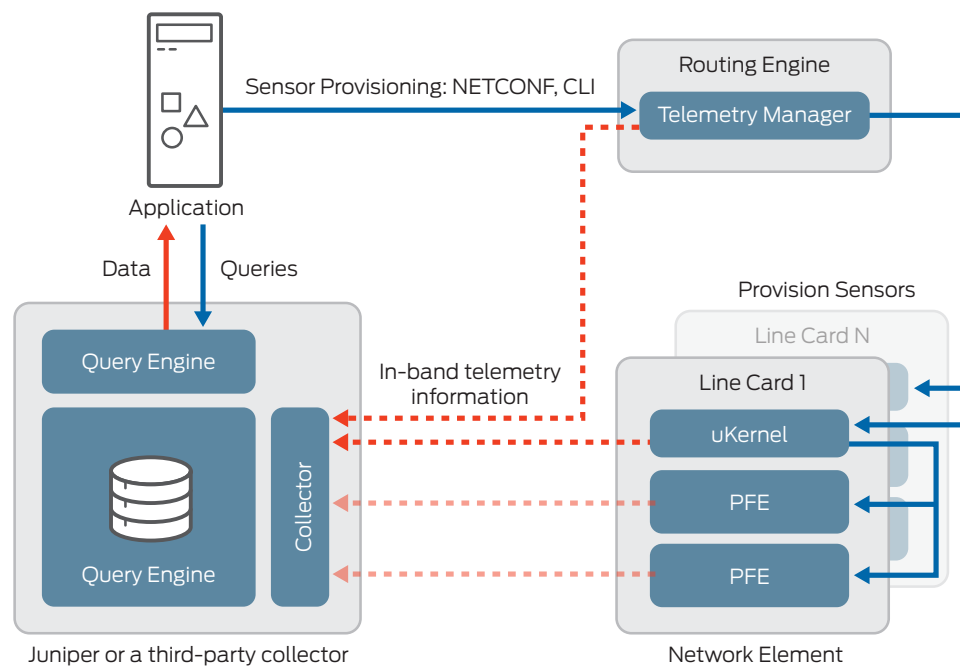 Routing Engine
Sensor Provisioning: NETCONF, CLI
Telemetry Manager
Application
Data
Queries
Provision Sensors
Line Card N
Query Engine
In-band telemetry
information
Line Card 1
uKernel
Collector
PFE
Query Engine
PFE
Juniper or a third-party collector
Network Element